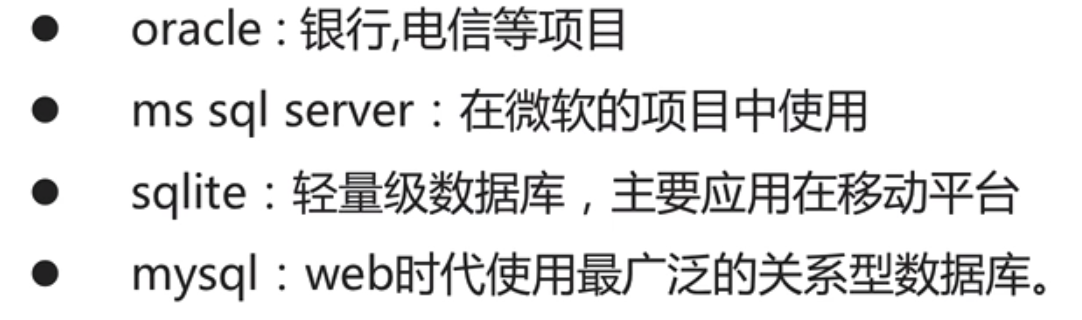 ● oracle : 银行,电信等项目
● ms sql server：在微软的项目中使用
● sqlite：轻量级数据库，主要应用在移动平台
● mysql：web时代使用最广泛的关系型数据库。